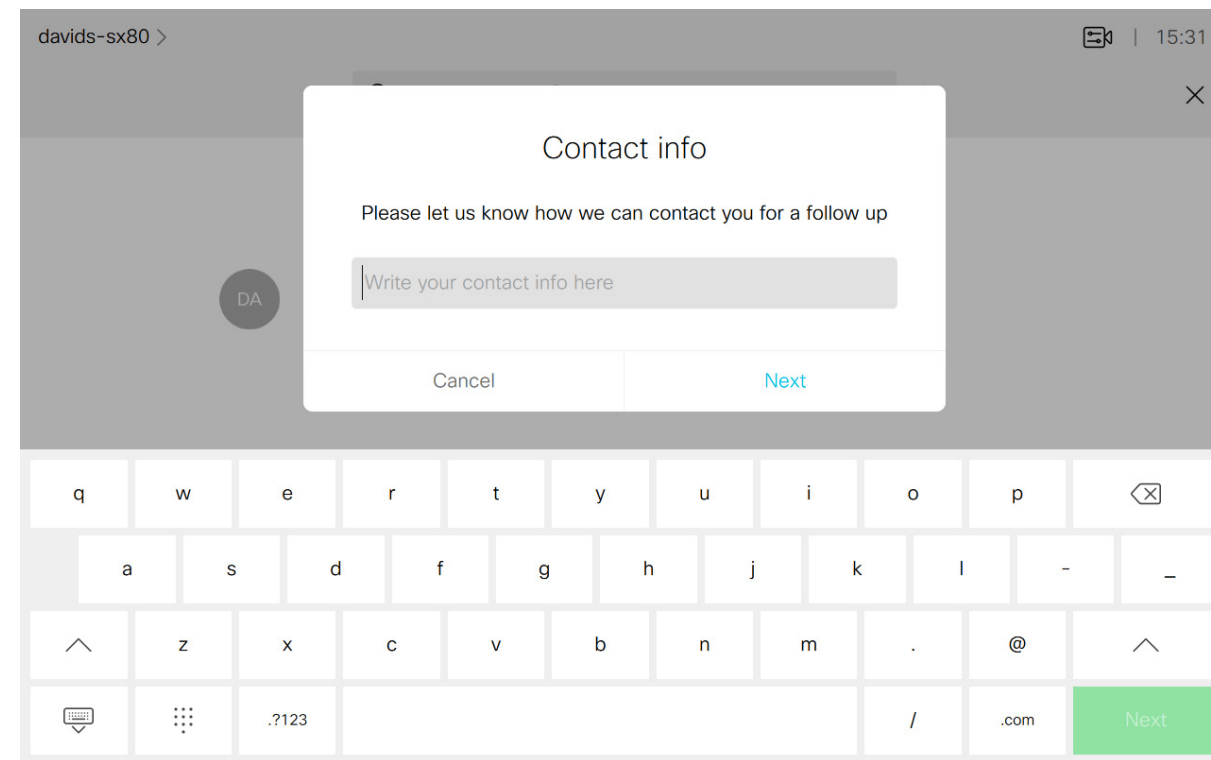 davids-sx80
15:31
Contact info
Please let us know how we can contact you for a follow up
Write your contact info here
DA
Cancel Next
q w e r t y u i o p
a s d f g h j k l - _
z x c v b n m . @
.?123 / .com Next